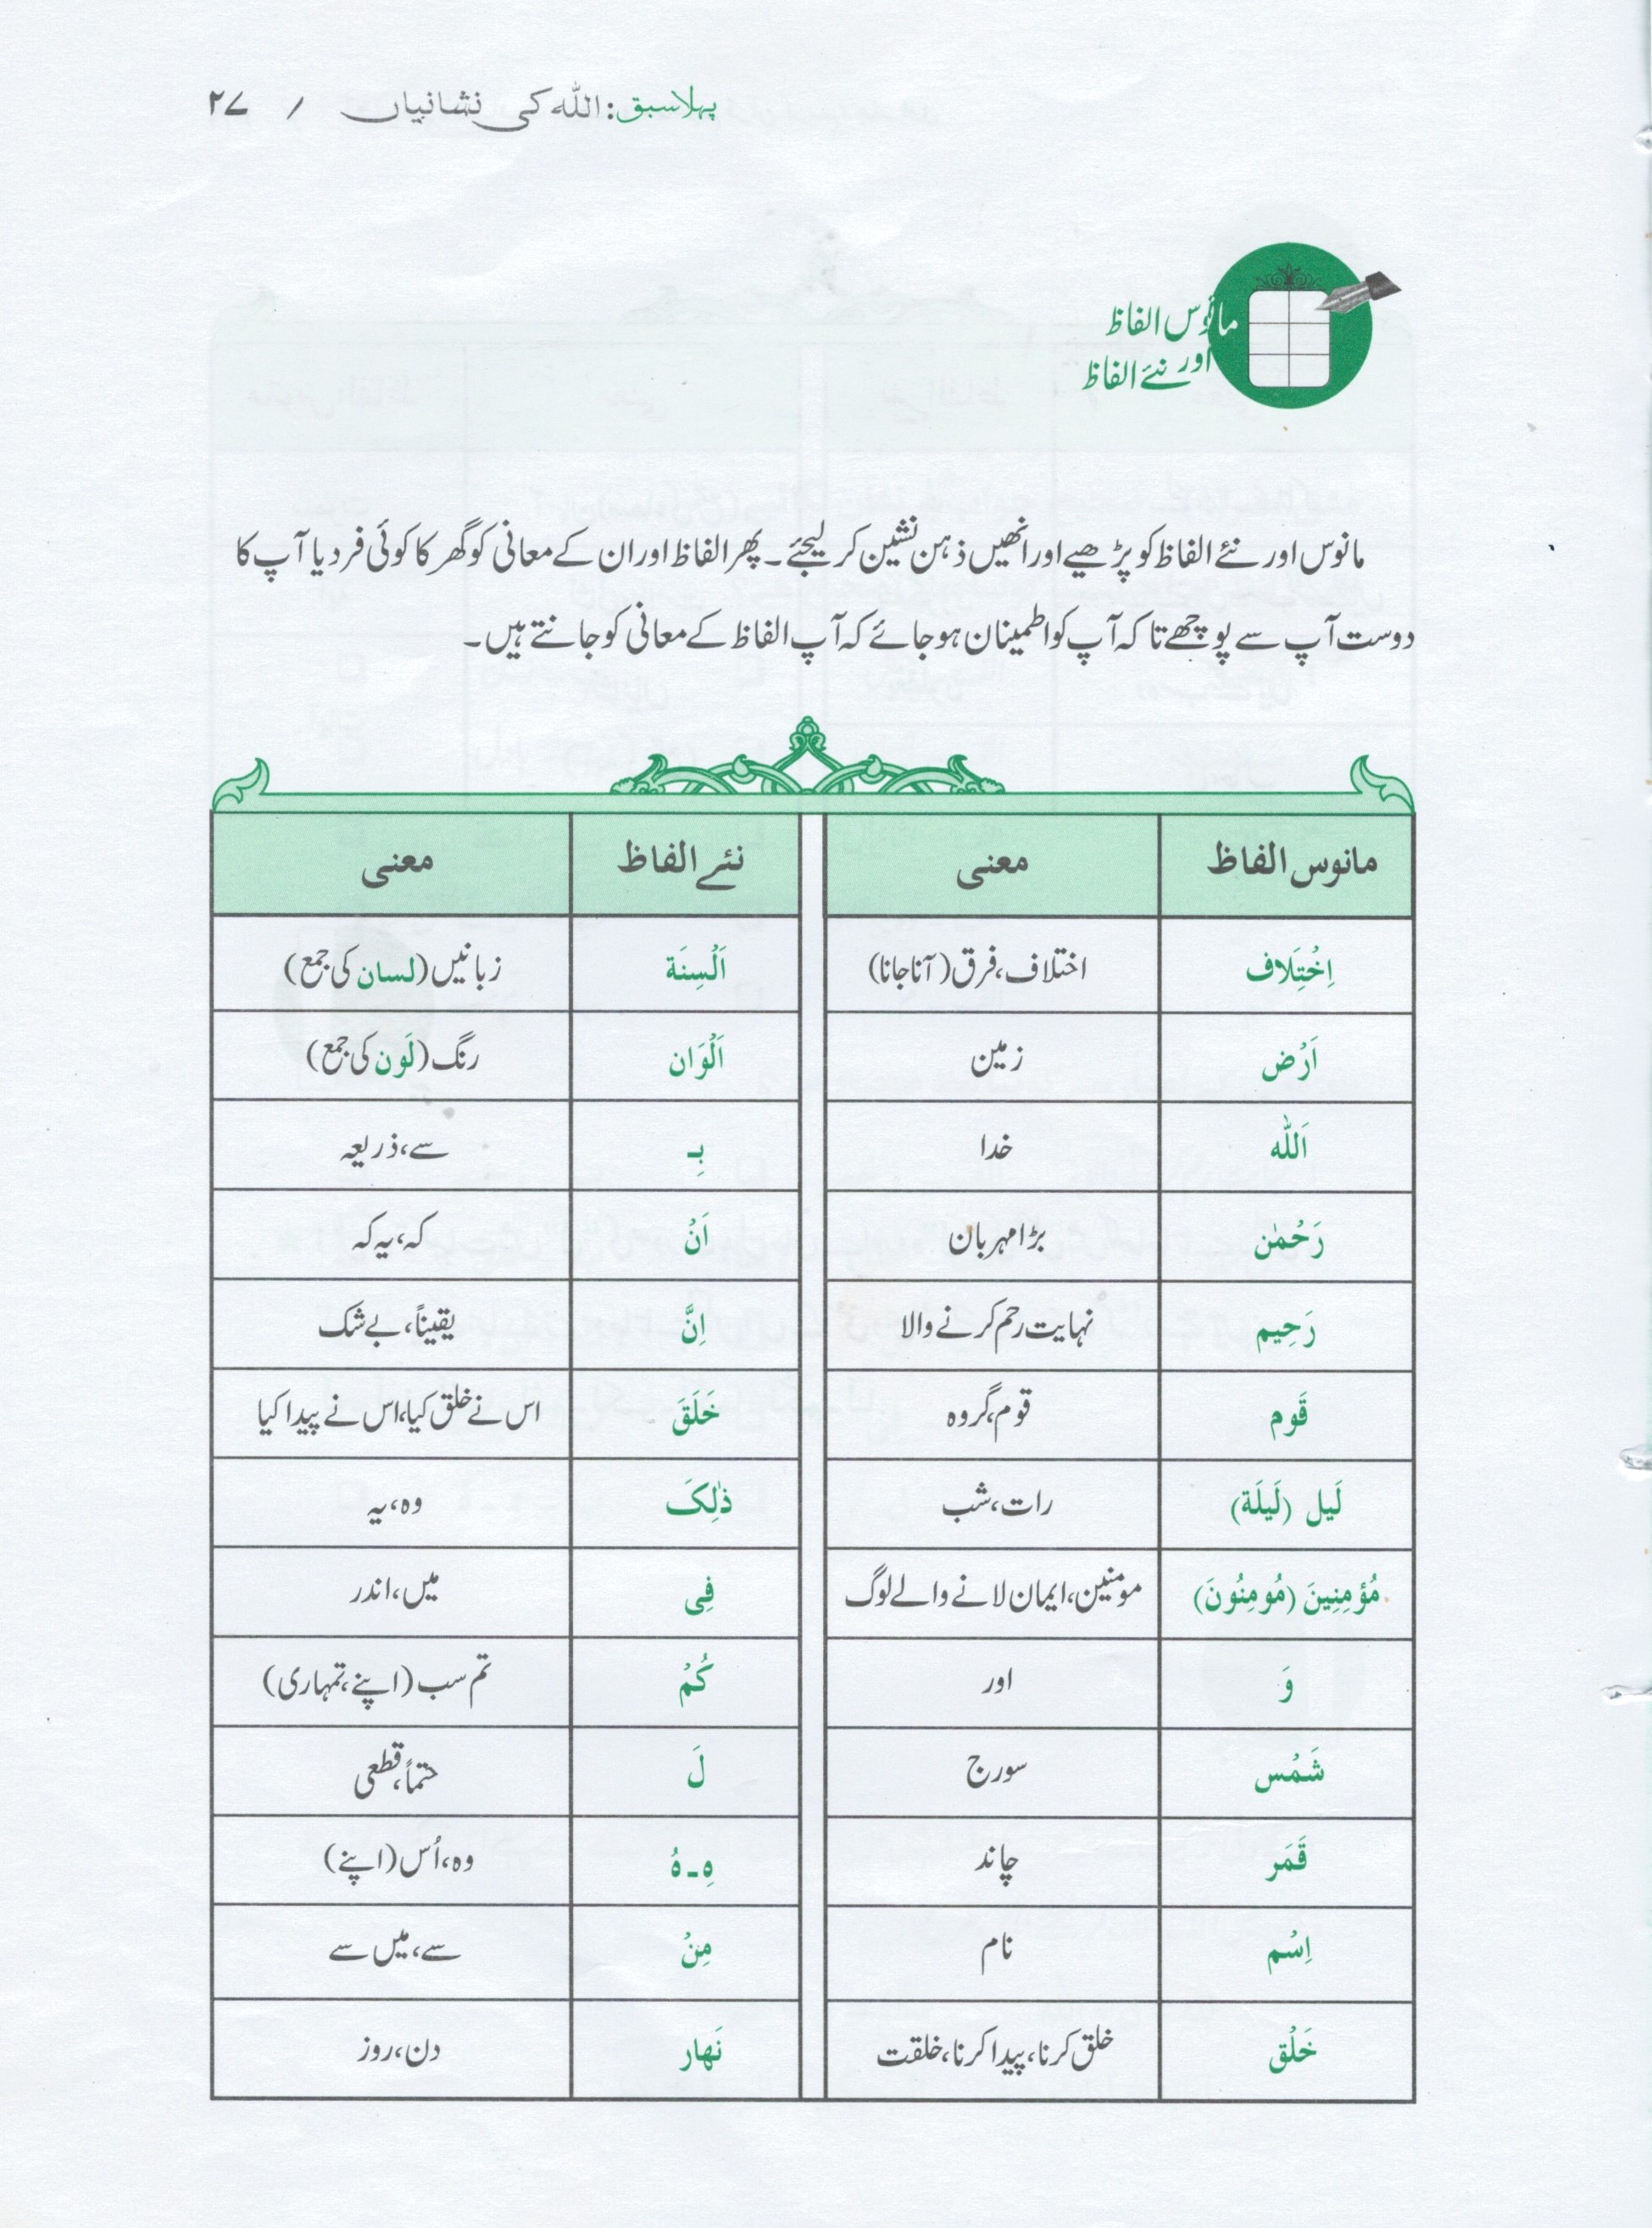 پہلا سبق: اللہ کی نشانیاں / ۲۷
مانوس الفاظ
اور نئے الفاظ
مانوس اور نئے الفاظ کو پڑھیے اور انھیں ذہن نشین کر لیجئے۔ پھر الفاظ اور ان کے معانی کو گھر کا کوئی فرد یا آپ کا
دوست آپ سے پوچھے تاکہ آپ کو اطمینان ہو جائے کہ آپ الفاظ کے معانی کو جانتے ہیں۔
مانوس الفاظ معنی نئے الفاظ معنی
اِخْتِلَاف اختلاف، فرق (آنا جانا) اَلْسِنَة زبانیں (لسان کی جمع)
اَرْض زمین اَلْوَان رنگ (لَون کی جمع)
اَللّٰه خدا بِـ سے، ذریعہ
رَحْمٰن بڑا مہربان اَنْ کہ، یہ کہ
رَحِیم نہایت رحم کرنے والا اِنَّ یقیناً، بے شک
قَوم قوم، گروہ خَلَقَ اس نے خلق کیا، اس نے پیدا کیا
لَیل (لَیلَة) رات، شب ذٰلِکَ وہ، یہ
مُؤمِنِینَ (مُومِنُونَ) مومنین، ایمان لانے والے لوگ فِی میں، اندر
وَ اور کُمْ تم سب (اپنے، تمہاری)
شَمْس سورج لَ حتماً، قطعی
قَمَر چاند هِ ـ هُ وہ، اُس (اپنے)
اِسْم نام مِنْ سے، میں سے
خَلْق خلق کرنا، پیدا کرنا، خلقت نَهار دن، روز